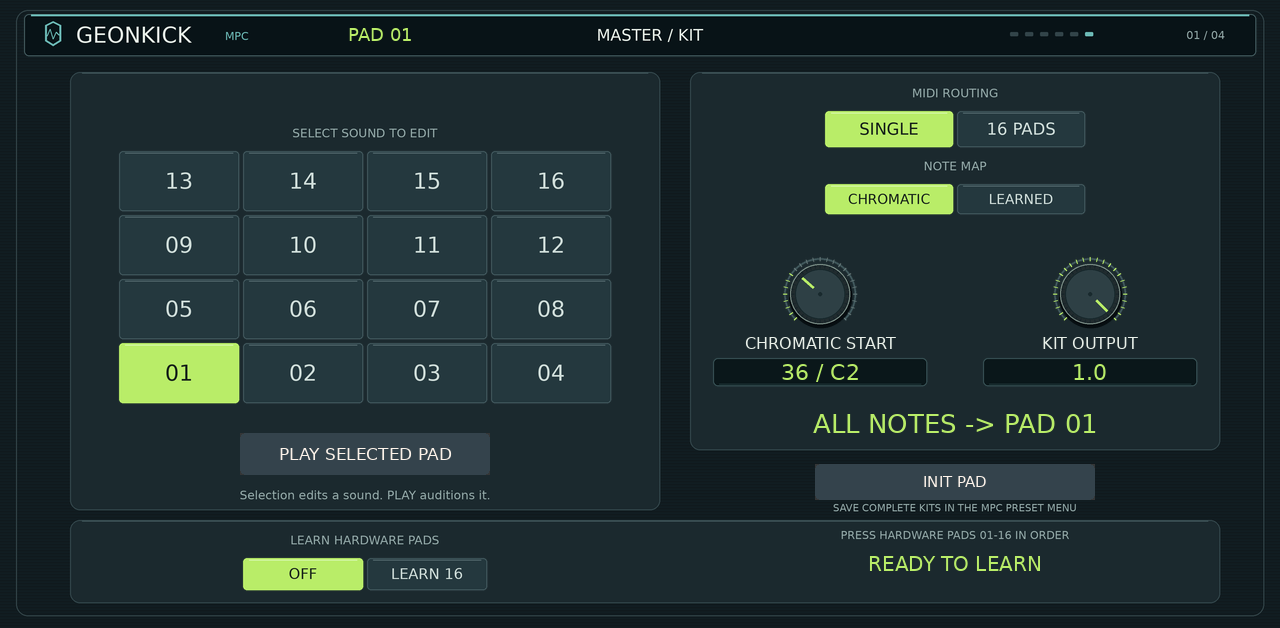 GEONKICK MPC PAD 01 MASTER / KIT 01 / 04
SELECT SOUND TO EDIT
13 14 15 16
09 10 11 12
05 06 07 08
01 02 03 04
PLAY SELECTED PAD
Selection edits a sound. PLAY auditions it.
MIDI ROUTING
SINGLE 16 PADS
NOTE MAP
CHROMATIC LEARNED
CHROMATIC START KIT OUTPUT
36 / C2 1.0
ALL NOTES -> PAD 01
INIT PAD
SAVE COMPLETE KITS IN THE MPC PRESET MENU
LEARN HARDWARE PADS
OFF LEARN 16
PRESS HARDWARE PADS 01-16 IN ORDER
READY TO LEARN